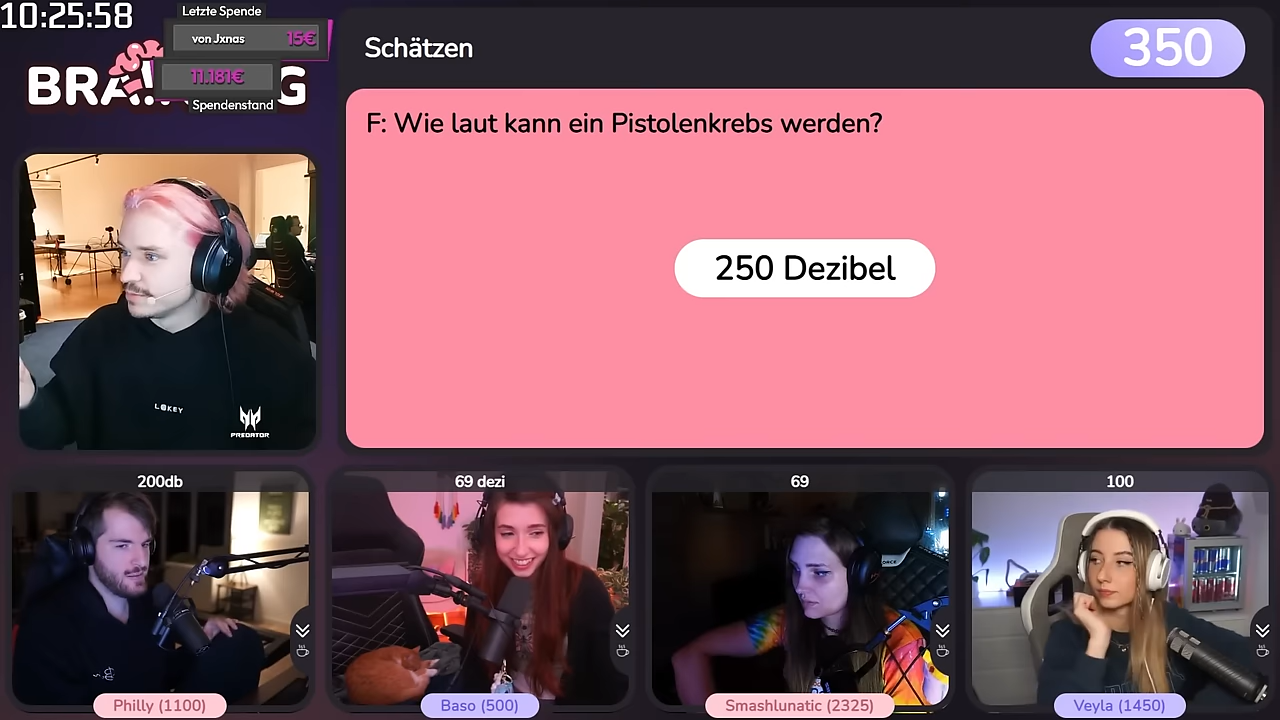 10:25:58
Letzte Spende
von Jxnas 15€
11.181€
Spendenstand
Schätzen
350
F: Wie laut kann ein Pistolenkrebs werden?
250 Dezibel
LOKEY
PREDATOR
200db
69 dezi
69
100
Philly (1100)
Baso (500)
Smashlunatic (2325)
Veyla (1450)